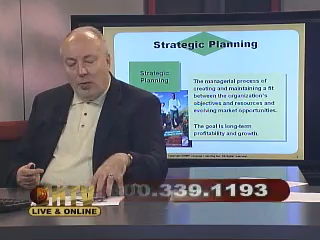 Strategic Planning
Strategic
Planning
The managerial process of
creating and maintaining a fit
between the organization's
objectives and resources and
evolving market opportunities.
The goal is long-term
profitability and growth.
.339.1193
LIVE & ONLINE